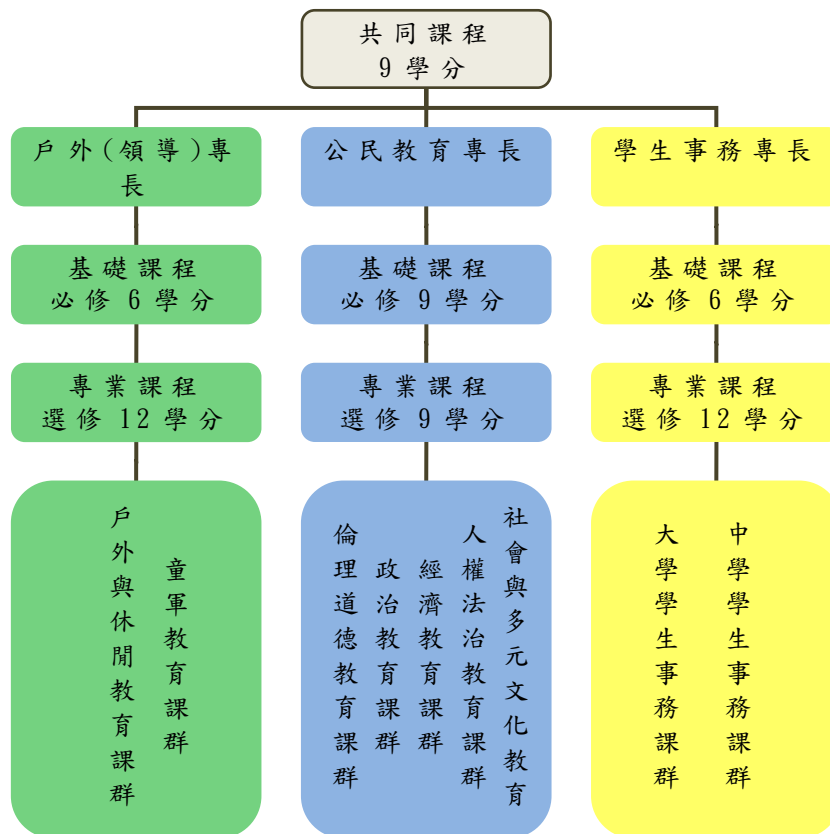 共同課程
9 學分
戶外(領導)專
長
公民教育專長
學生事務專長
基礎課程
必修 6 學分
基礎課程
必修 9 學分
基礎課程
必修 6 學分
專業課程
選修 12 學分
專業課程
選修 9 學分
專業課程
選修 12 學分
戶外與休閒教育課群
童軍教育課群
倫理道德教育課群
政治教育課群
經濟教育課群
人權法治教育課群
社會與多元文化教育
大學學生事務課群
中學學生事務課群